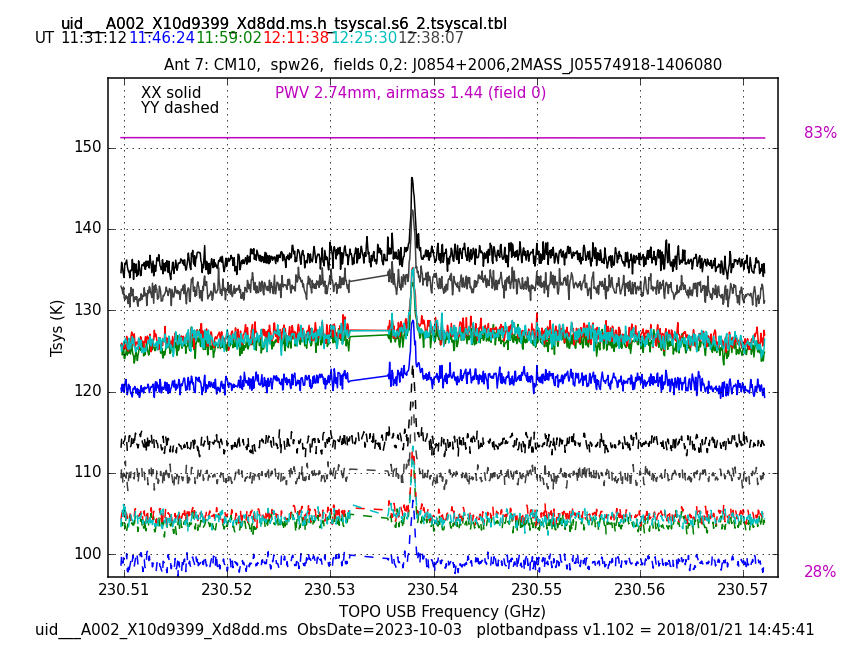 uid___A002_X10d9399_Xd8dd.ms.h_tsyscal.s6_2.tsyscal.tbl
UT 11:31:12 11:46:24 11:59:02 12:11:38 12:25:30 12:38:07
Ant 7: CM10,  spw26,  fields 0,2: J0854+2006,2MASS_J05574918-1406080
XX solid
PWV 2.74mm, airmass 1.44 (field 0)
YY dashed
83%
150
140
130
120
110
100
Tsys (K)
28%
230.51 230.52 230.53 230.54 230.55 230.56 230.57
TOPO USB Frequency (GHz)
uid___A002_X10d9399_Xd8dd.ms  ObsDate=2023-10-03   plotbandpass v1.102 = 2018/01/21 14:45:41